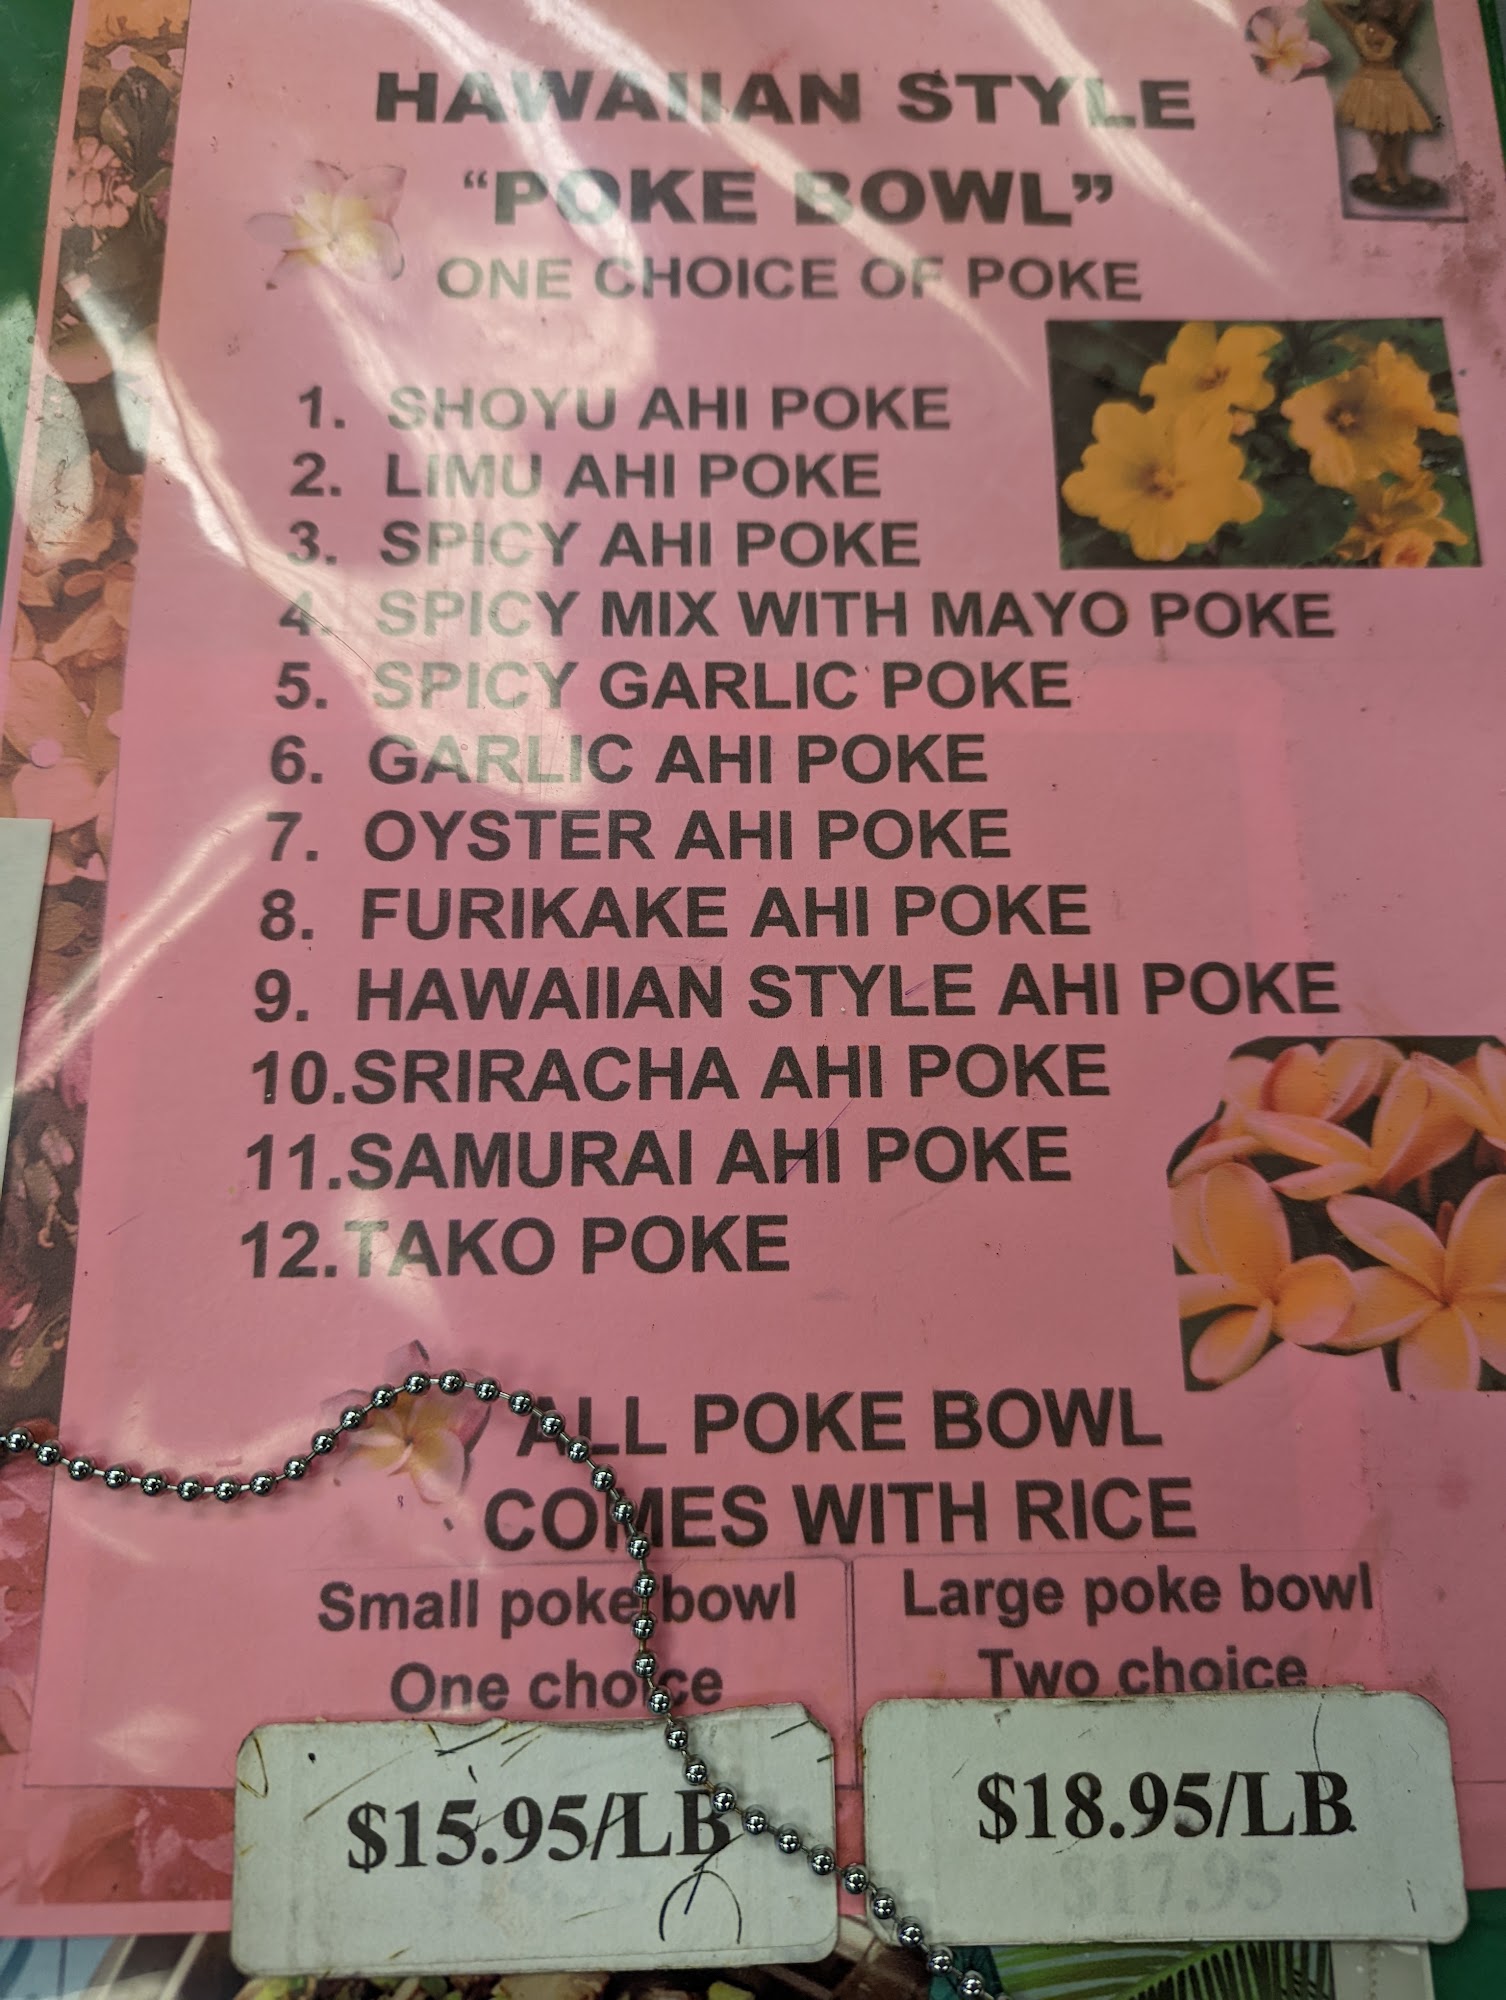 HAWAIIAN STYLE
“POKE BOWL”
ONE CHOICE OF POKE
1. SHOYU AHI POKE
2. LIMU AHI POKE
3. SPICY AHI POKE
4. SPICY MIX WITH MAYO POKE
5. SPICY GARLIC POKE
6. GARLIC AHI POKE
7. OYSTER AHI POKE
8. FURIKAKE AHI POKE
9. HAWAIIAN STYLE AHI POKE
10.SRIRACHA AHI POKE
11.SAMURAI AHI POKE
12.TAKO POKE
ALL POKE BOWL
COMES WITH RICE
Small poke bowl
One choice
$15.95/LB
Large poke bowl
Two choice
$18.95/LB
$17.95